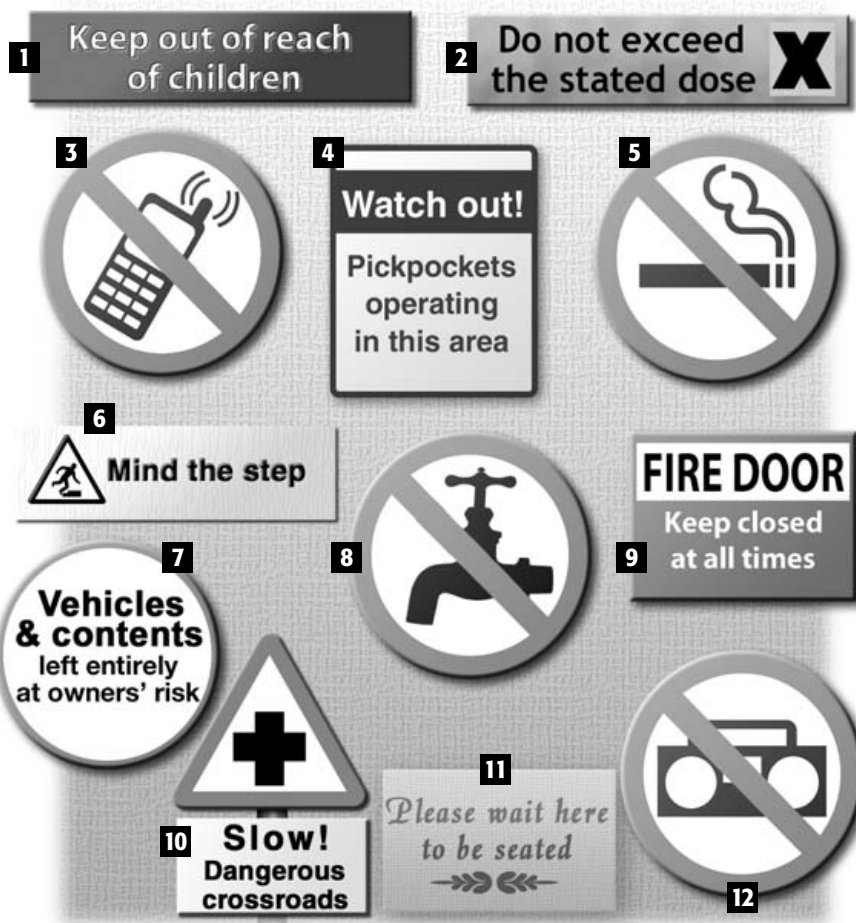 1
Keep out of reach
of children
2
Do not exceed
the stated dose X
3
4
Watch out!
Pickpockets
operating
in this area
5
6
Mind the step
7
Vehicles
& contents
left entirely
at owners' risk
8
9
FIRE DOOR
Keep closed
at all times
10
Slow!
Dangerous
crossroads
11
Please wait here
to be seated
12